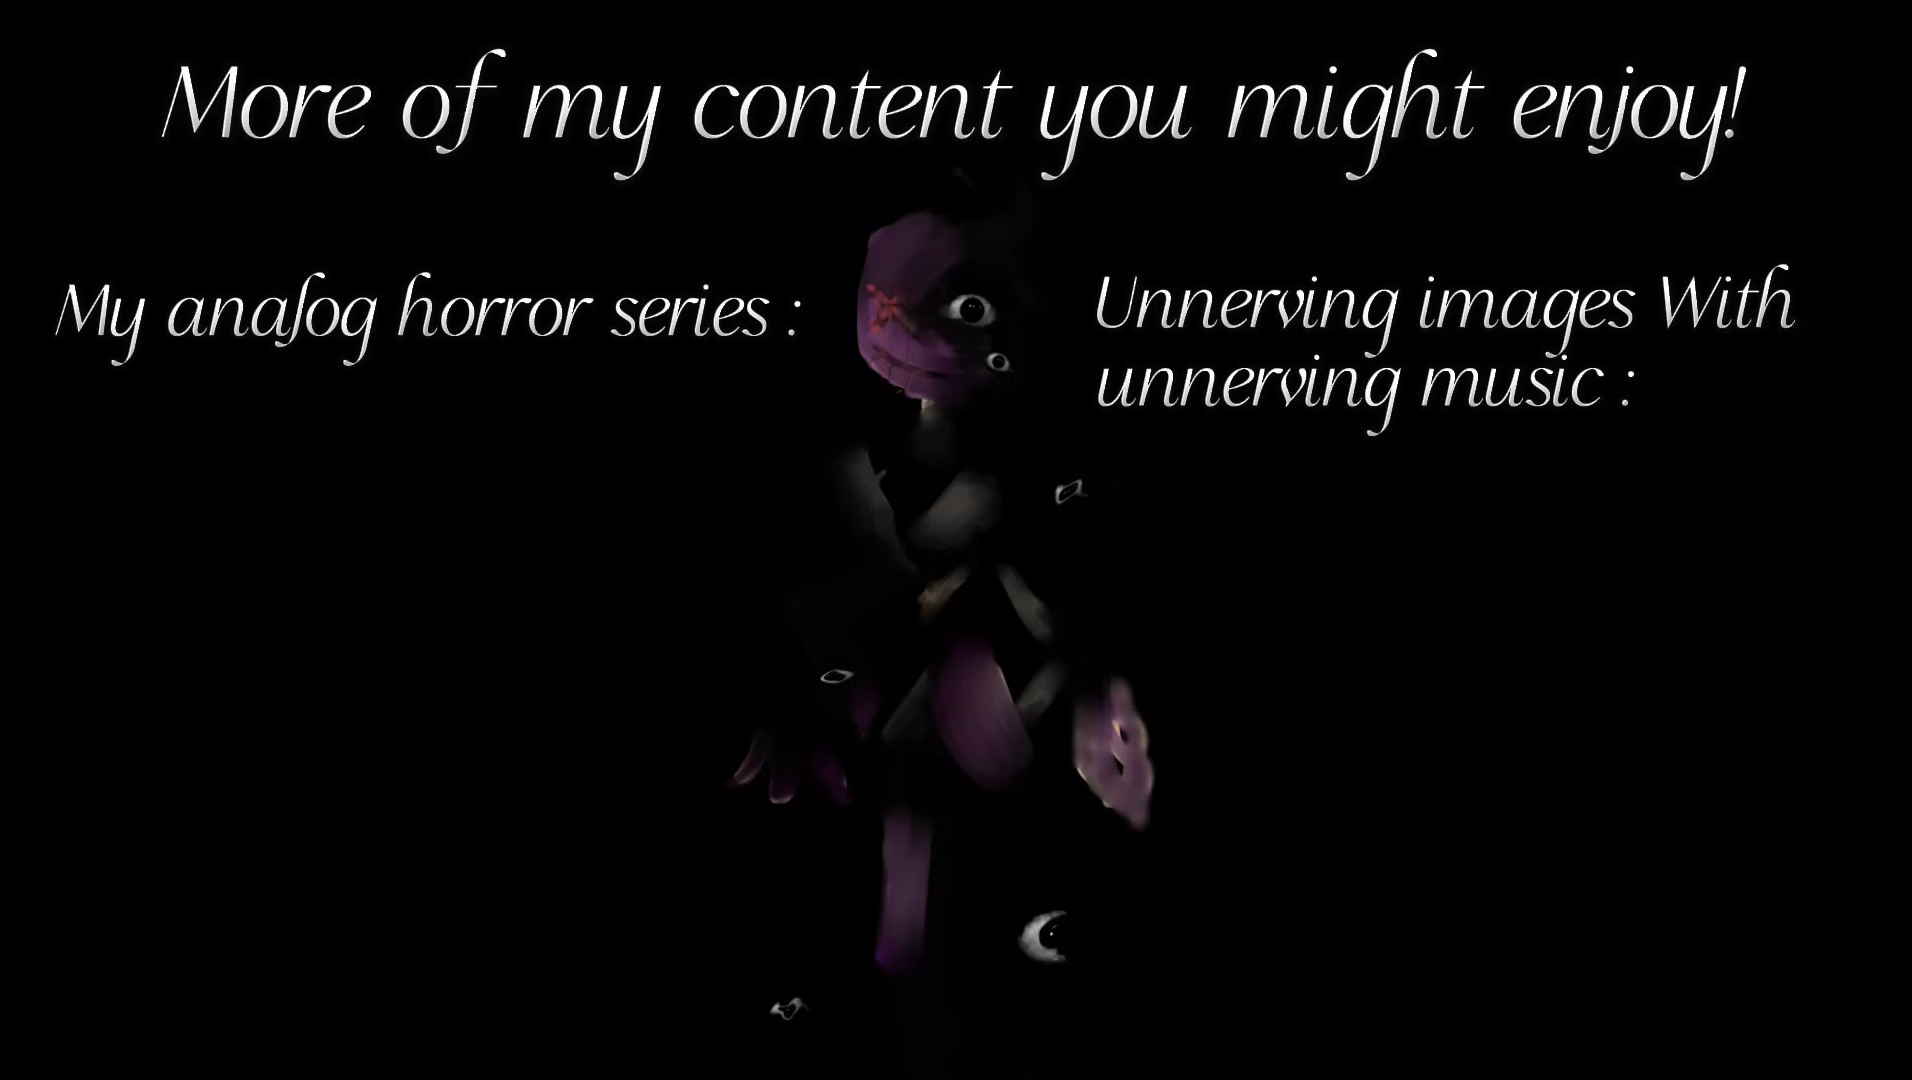 More of my content you might enjoy!
My analog horror series :
Unnerving images With
unnerving music :